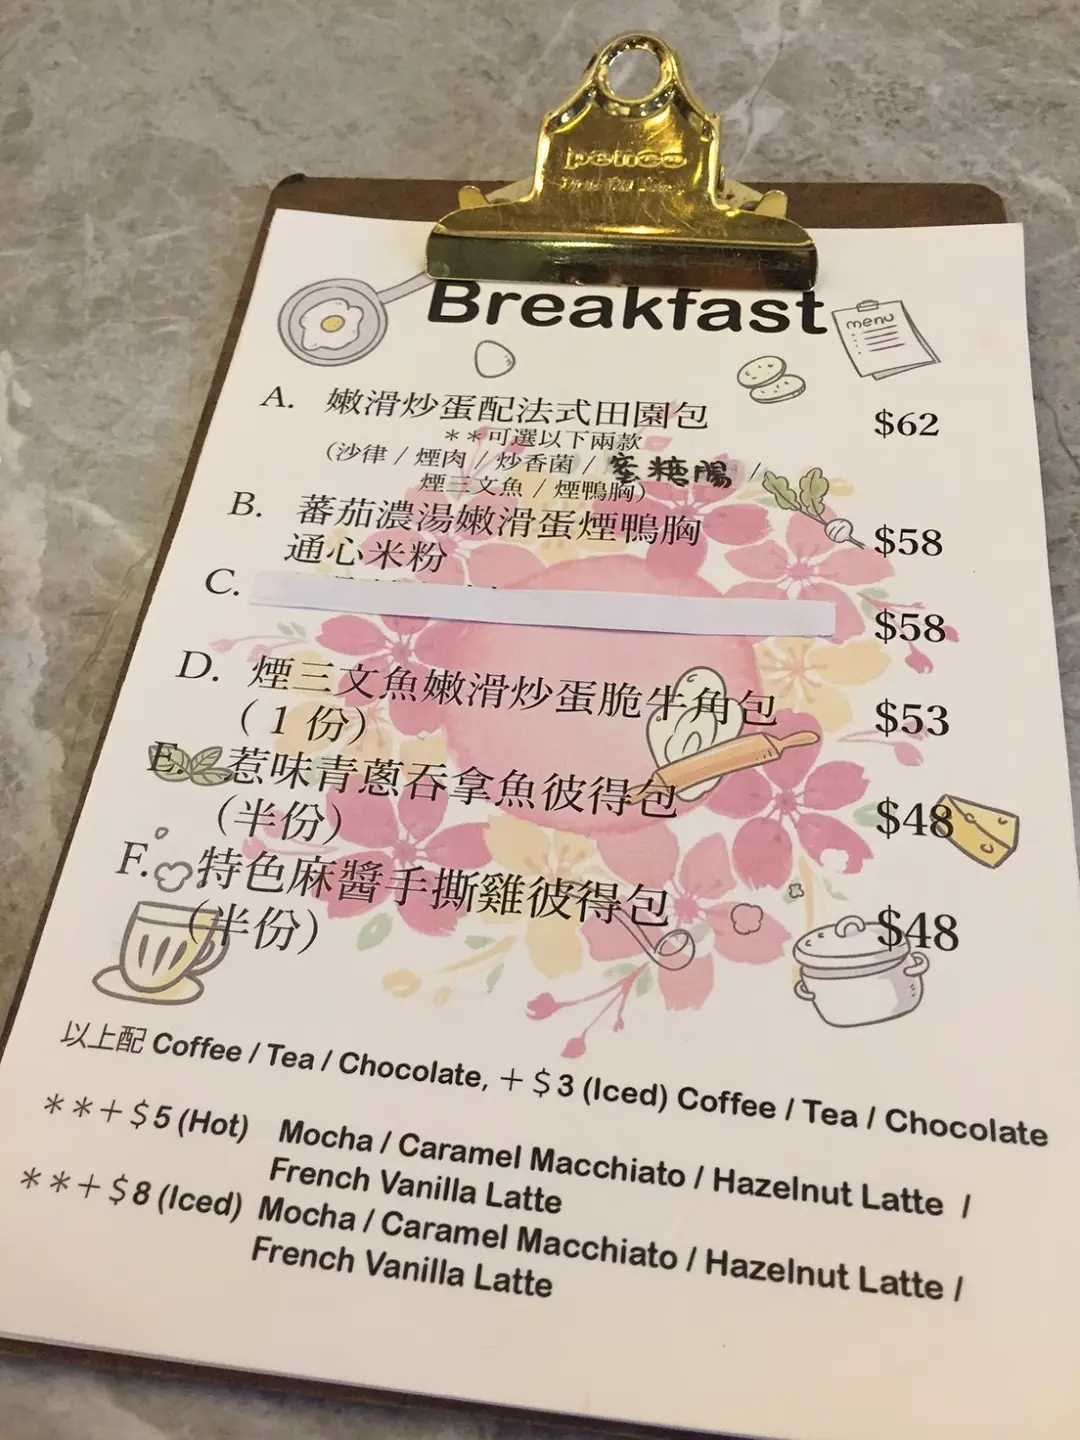 penco
Breakfast
menu
A. 嫩滑炒蛋配法式田園包 $62
**可選以下兩款
(沙律 / 煙肉 / 炒香菌 / 蜜糖腸 /
煙三文魚 / 煙鴨胸)
B. 蕃茄濃湯嫩滑蛋煙鴨胸
通心米粉 $58
C. $58
D. 煙三文魚嫩滑炒蛋脆牛角包 $53
(1 份)
E. 惹味青蔥吞拿魚彼得包 $48
(半份)
F. 特色麻醬手撕雞彼得包 $48
(半份)
以上配 Coffee / Tea / Chocolate, +$3 (Iced) Coffee / Tea / Chocolate
**+$5 (Hot) Mocha / Caramel Macchiato / Hazelnut Latte /
French Vanilla Latte
**+$8 (Iced) Mocha / Caramel Macchiato / Hazelnut Latte /
French Vanilla Latte